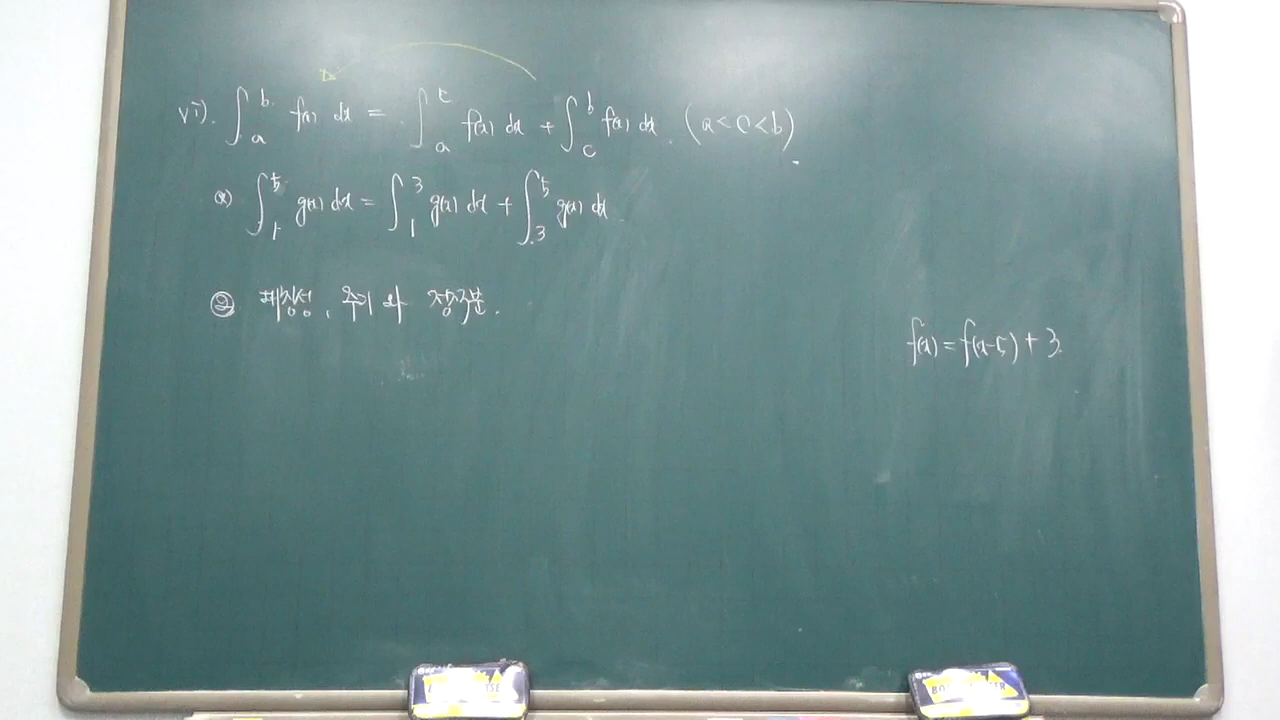 vi). ∫_a^b f(x) dx = ∫_a^c f(x) dx + ∫_c^b f(x) dx. (a<c<b).
ex) ∫_1^5 g(x) dx = ∫_1^3 g(x) dx + ∫_3^5 g(x) dx.
② 대칭성, 주기 와 정적분.
f(x) = f(x-5) + 3.